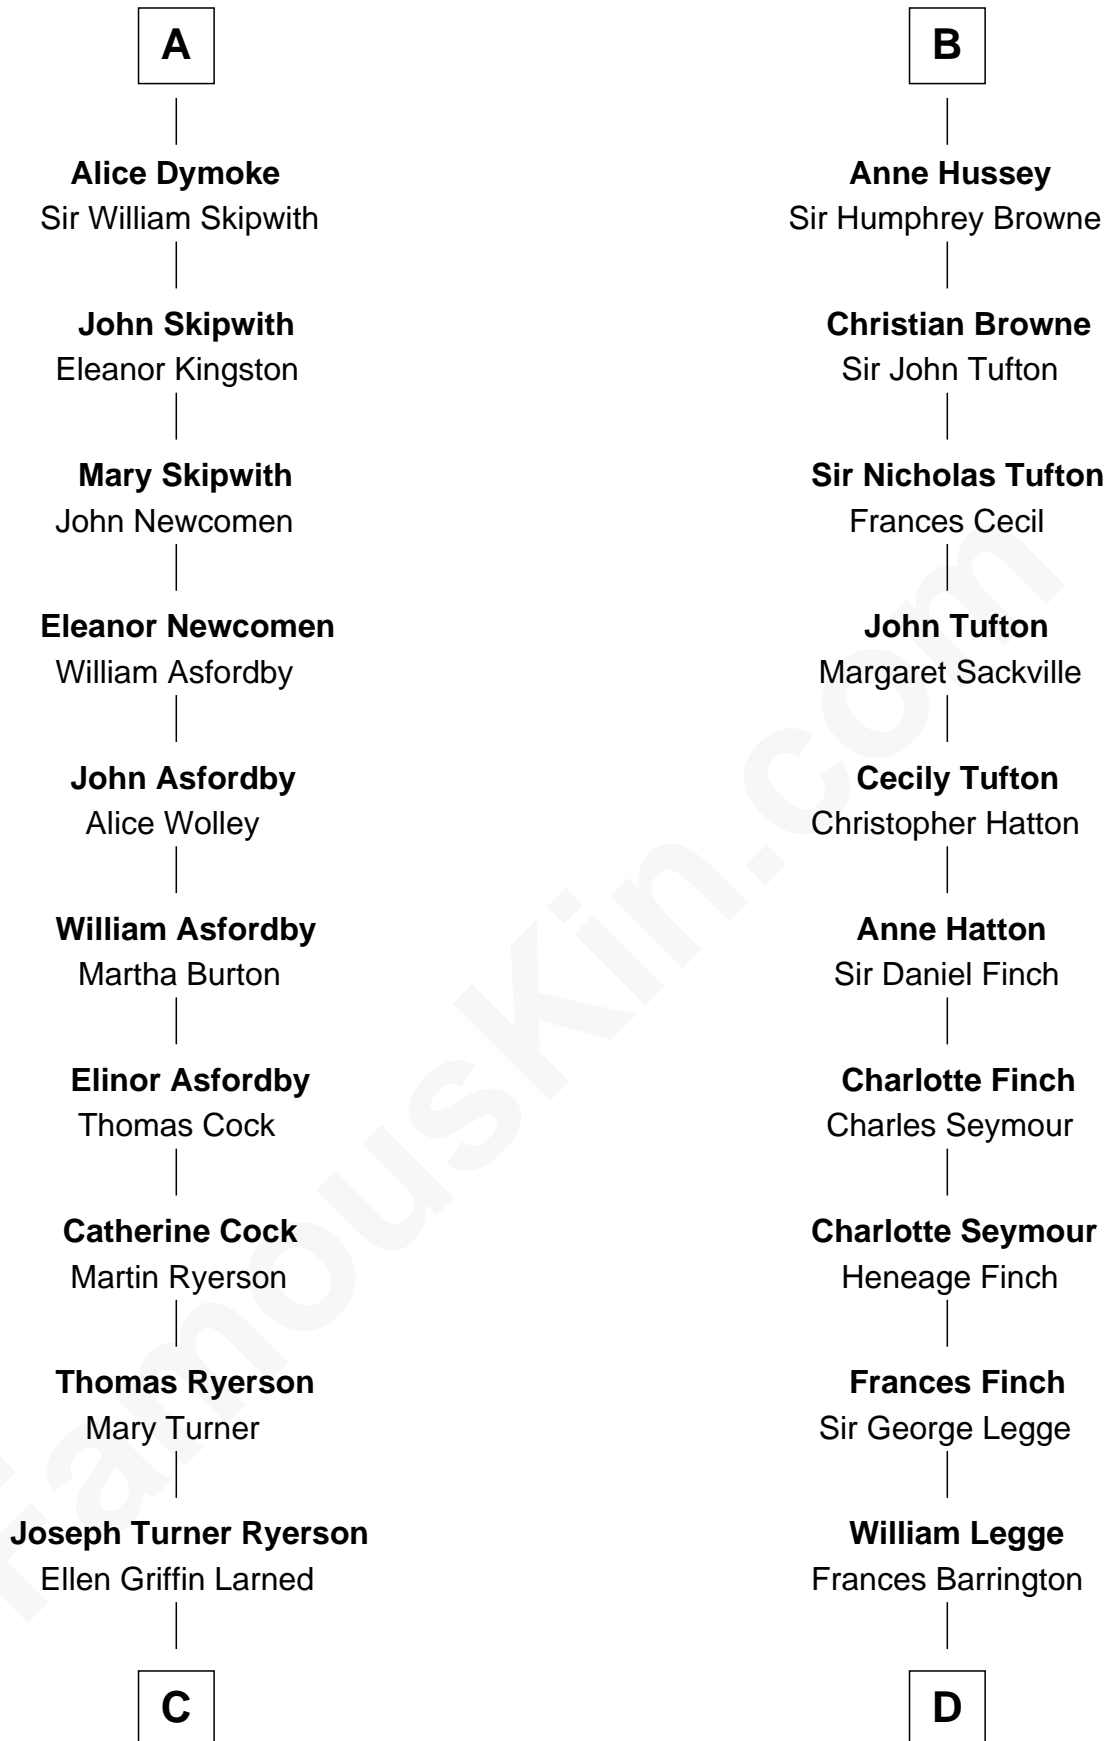 A
Alice Dymoke
Sir William Skipwith
John Skipwith
Eleanor Kingston
Mary Skipwith
John Newcomen
Eleanor Newcomen
William Asfordby
John Asfordby
Alice Wolley
William Asfordby
Martha Burton
Elinor Asfordby
Thomas Cock
Catherine Cock
Martin Ryerson
Thomas Ryerson
Mary Turner
Joseph Turner Ryerson
Ellen Griffin Larned
C
B
Anne Hussey
Sir Humphrey Browne
Christian Browne
Sir John Tufton
Sir Nicholas Tufton
Frances Cecil
John Tufton
Margaret Sackville
Cecily Tufton
Christopher Hatton
Anne Hatton
Sir Daniel Finch
Charlotte Finch
Charles Seymour
Charlotte Seymour
Heneage Finch
Frances Finch
Sir George Legge
William Legge
Frances Barrington
D
FamousKin.com